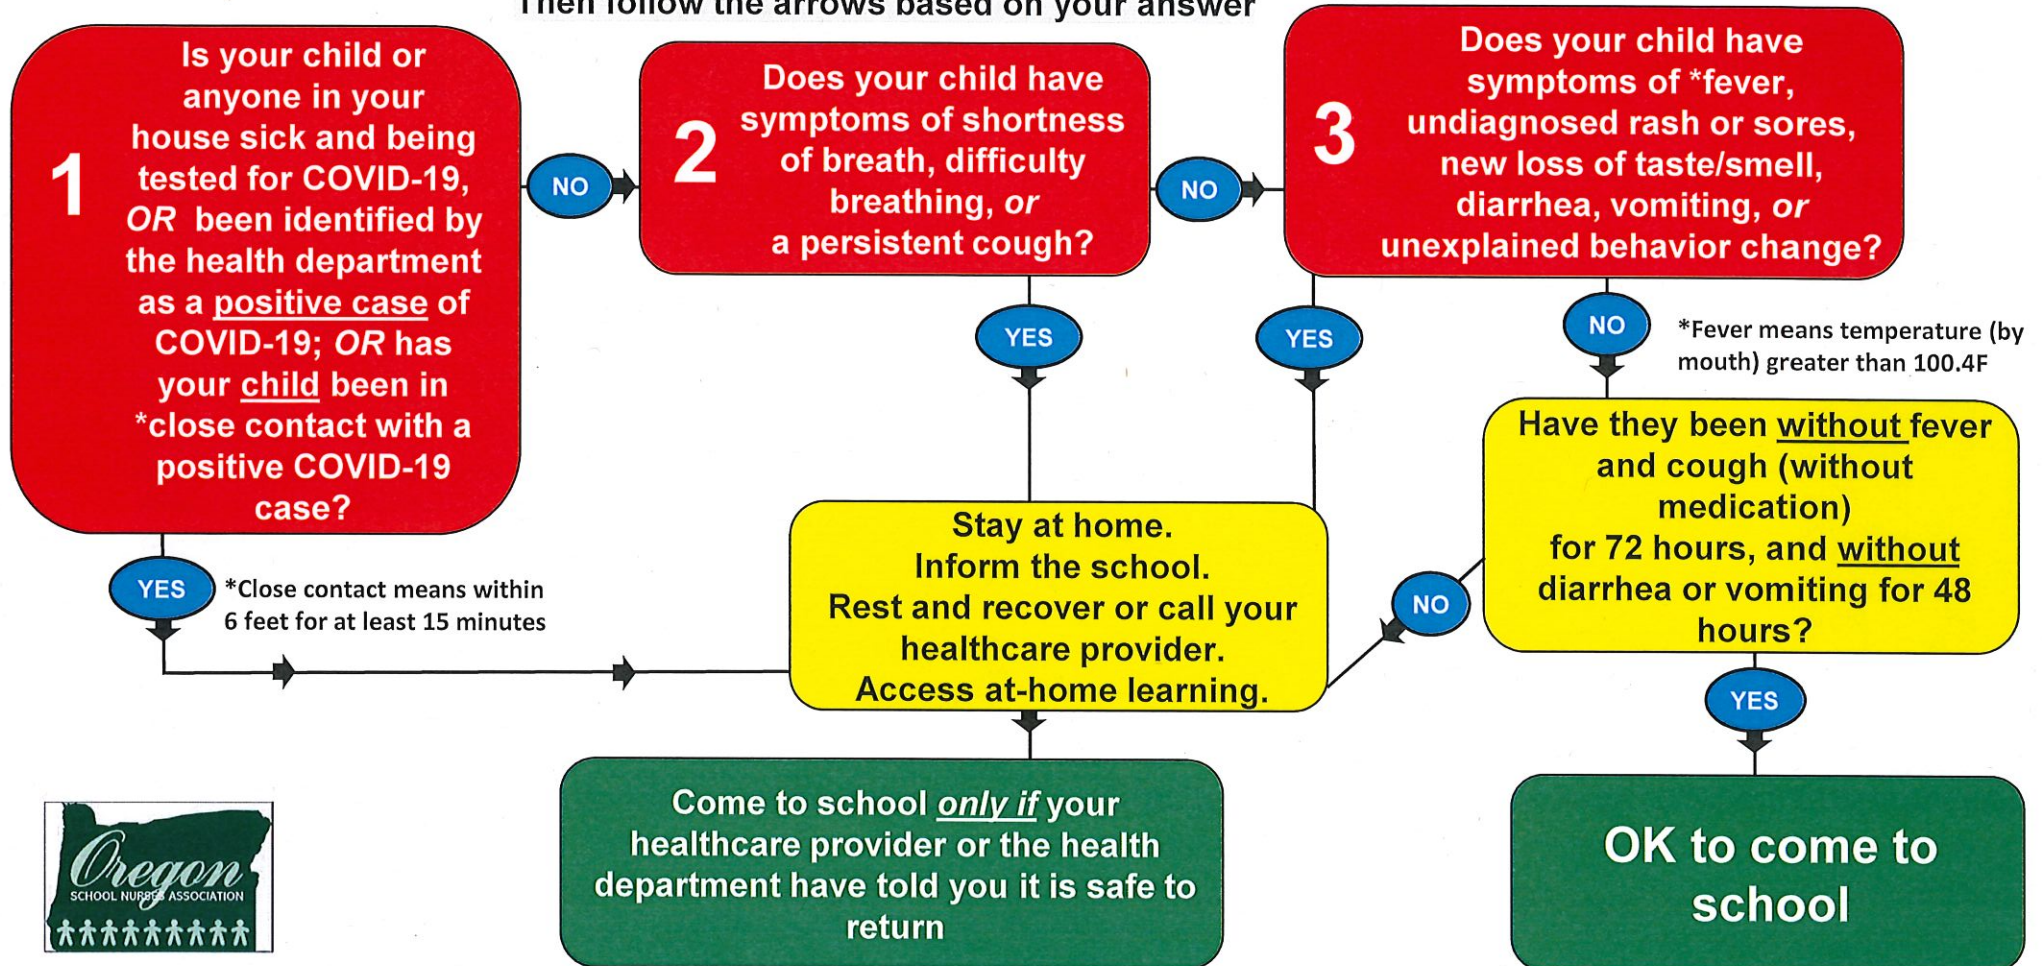 Then follow the arrows based on your answer
1
Is your child or
anyone in your
house sick and being
tested for COVID-19,
OR been identified by
the health department
as a positive case of
COVID-19; OR has
your child been in
*close contact with a
positive COVID-19
case?
NO
2
Does your child have
symptoms of shortness
of breath, difficulty
breathing, or
a persistent cough?
NO
3
Does your child have
symptoms of *fever,
undiagnosed rash or sores,
new loss of taste/smell,
diarrhea, vomiting, or
unexplained behavior change?
YES
YES
NO
*Fever means temperature (by
mouth) greater than 100.4F
Have they been without fever
and cough (without
medication)
for 72 hours, and without
diarrhea or vomiting for 48
hours?
YES
*Close contact means within
6 feet for at least 15 minutes
Stay at home.
Inform the school.
Rest and recover or call your
healthcare provider.
Access at-home learning.
NO
YES
Come to school only if your
healthcare provider or the health
department have told you it is safe to
return
OK to come to
school
Oregon
SCHOOL NURSES ASSOCIATION